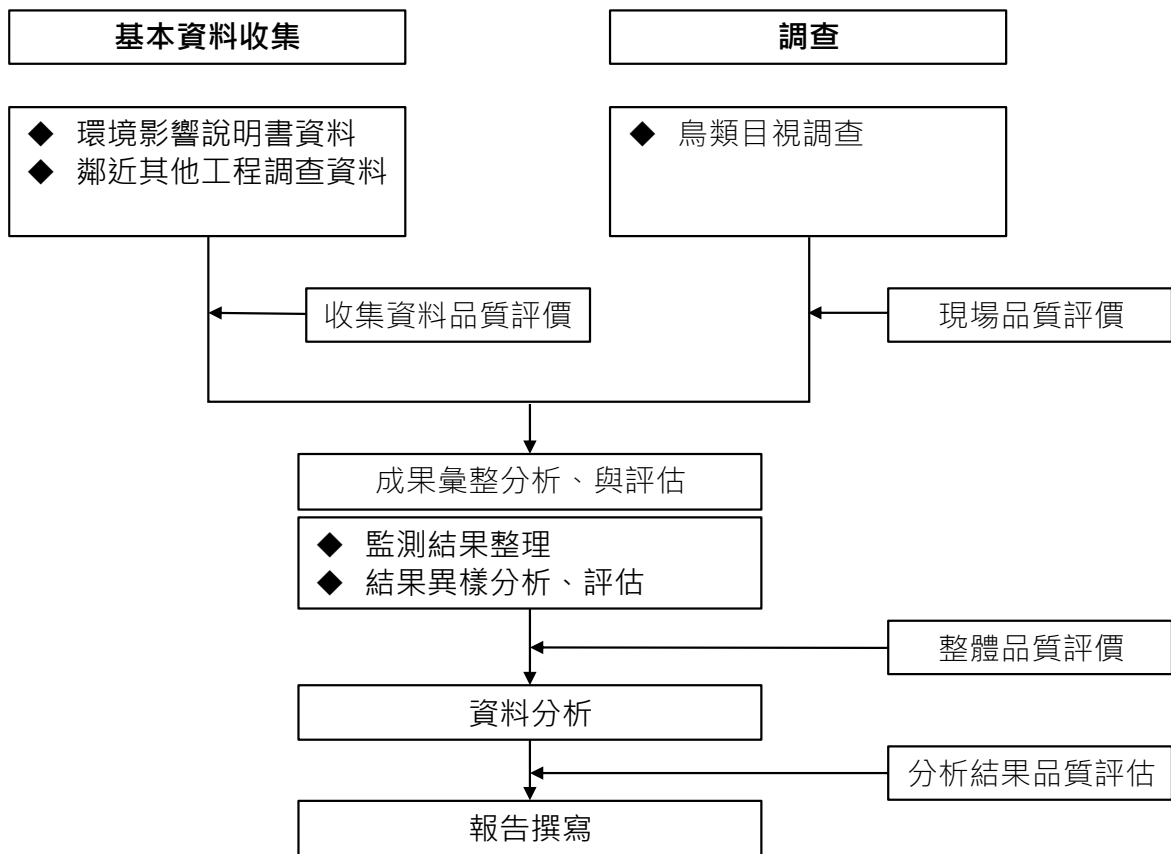 基本資料收集
調查
◆ 環境影響說明書資料
◆ 鄰近其他工程調查資料
◆ 鳥類目視調查
收集資料品質評價
現場品質評價
成果彙整分析、與評估
◆ 監測結果整理
◆ 結果異樣分析、評估
整體品質評價
資料分析
分析結果品質評估
報告撰寫